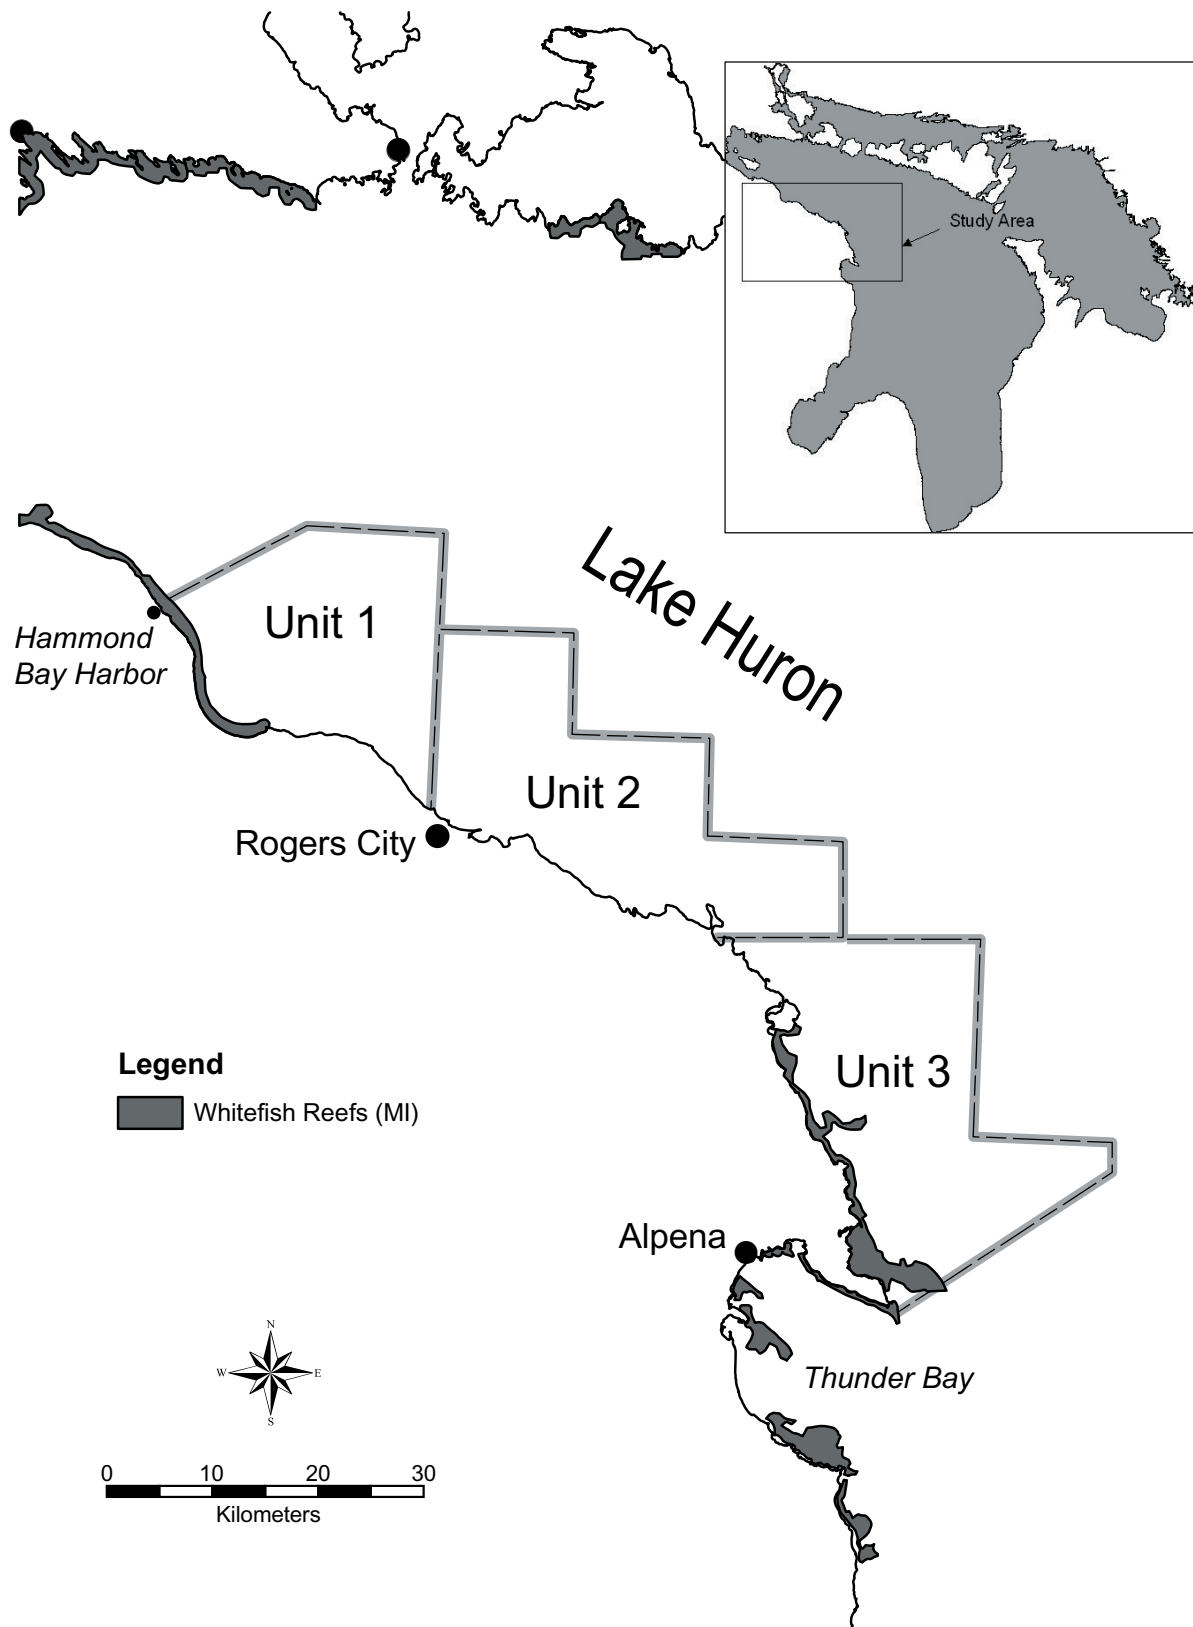 Study Area
Lake Huron
Unit 1
Hammond
Bay Harbor
Unit 2
Rogers City
Unit 3
Legend
Whitefish Reefs (MI)
Alpena
Thunder Bay
N
W E
S
0 10 20 30
Kilometers